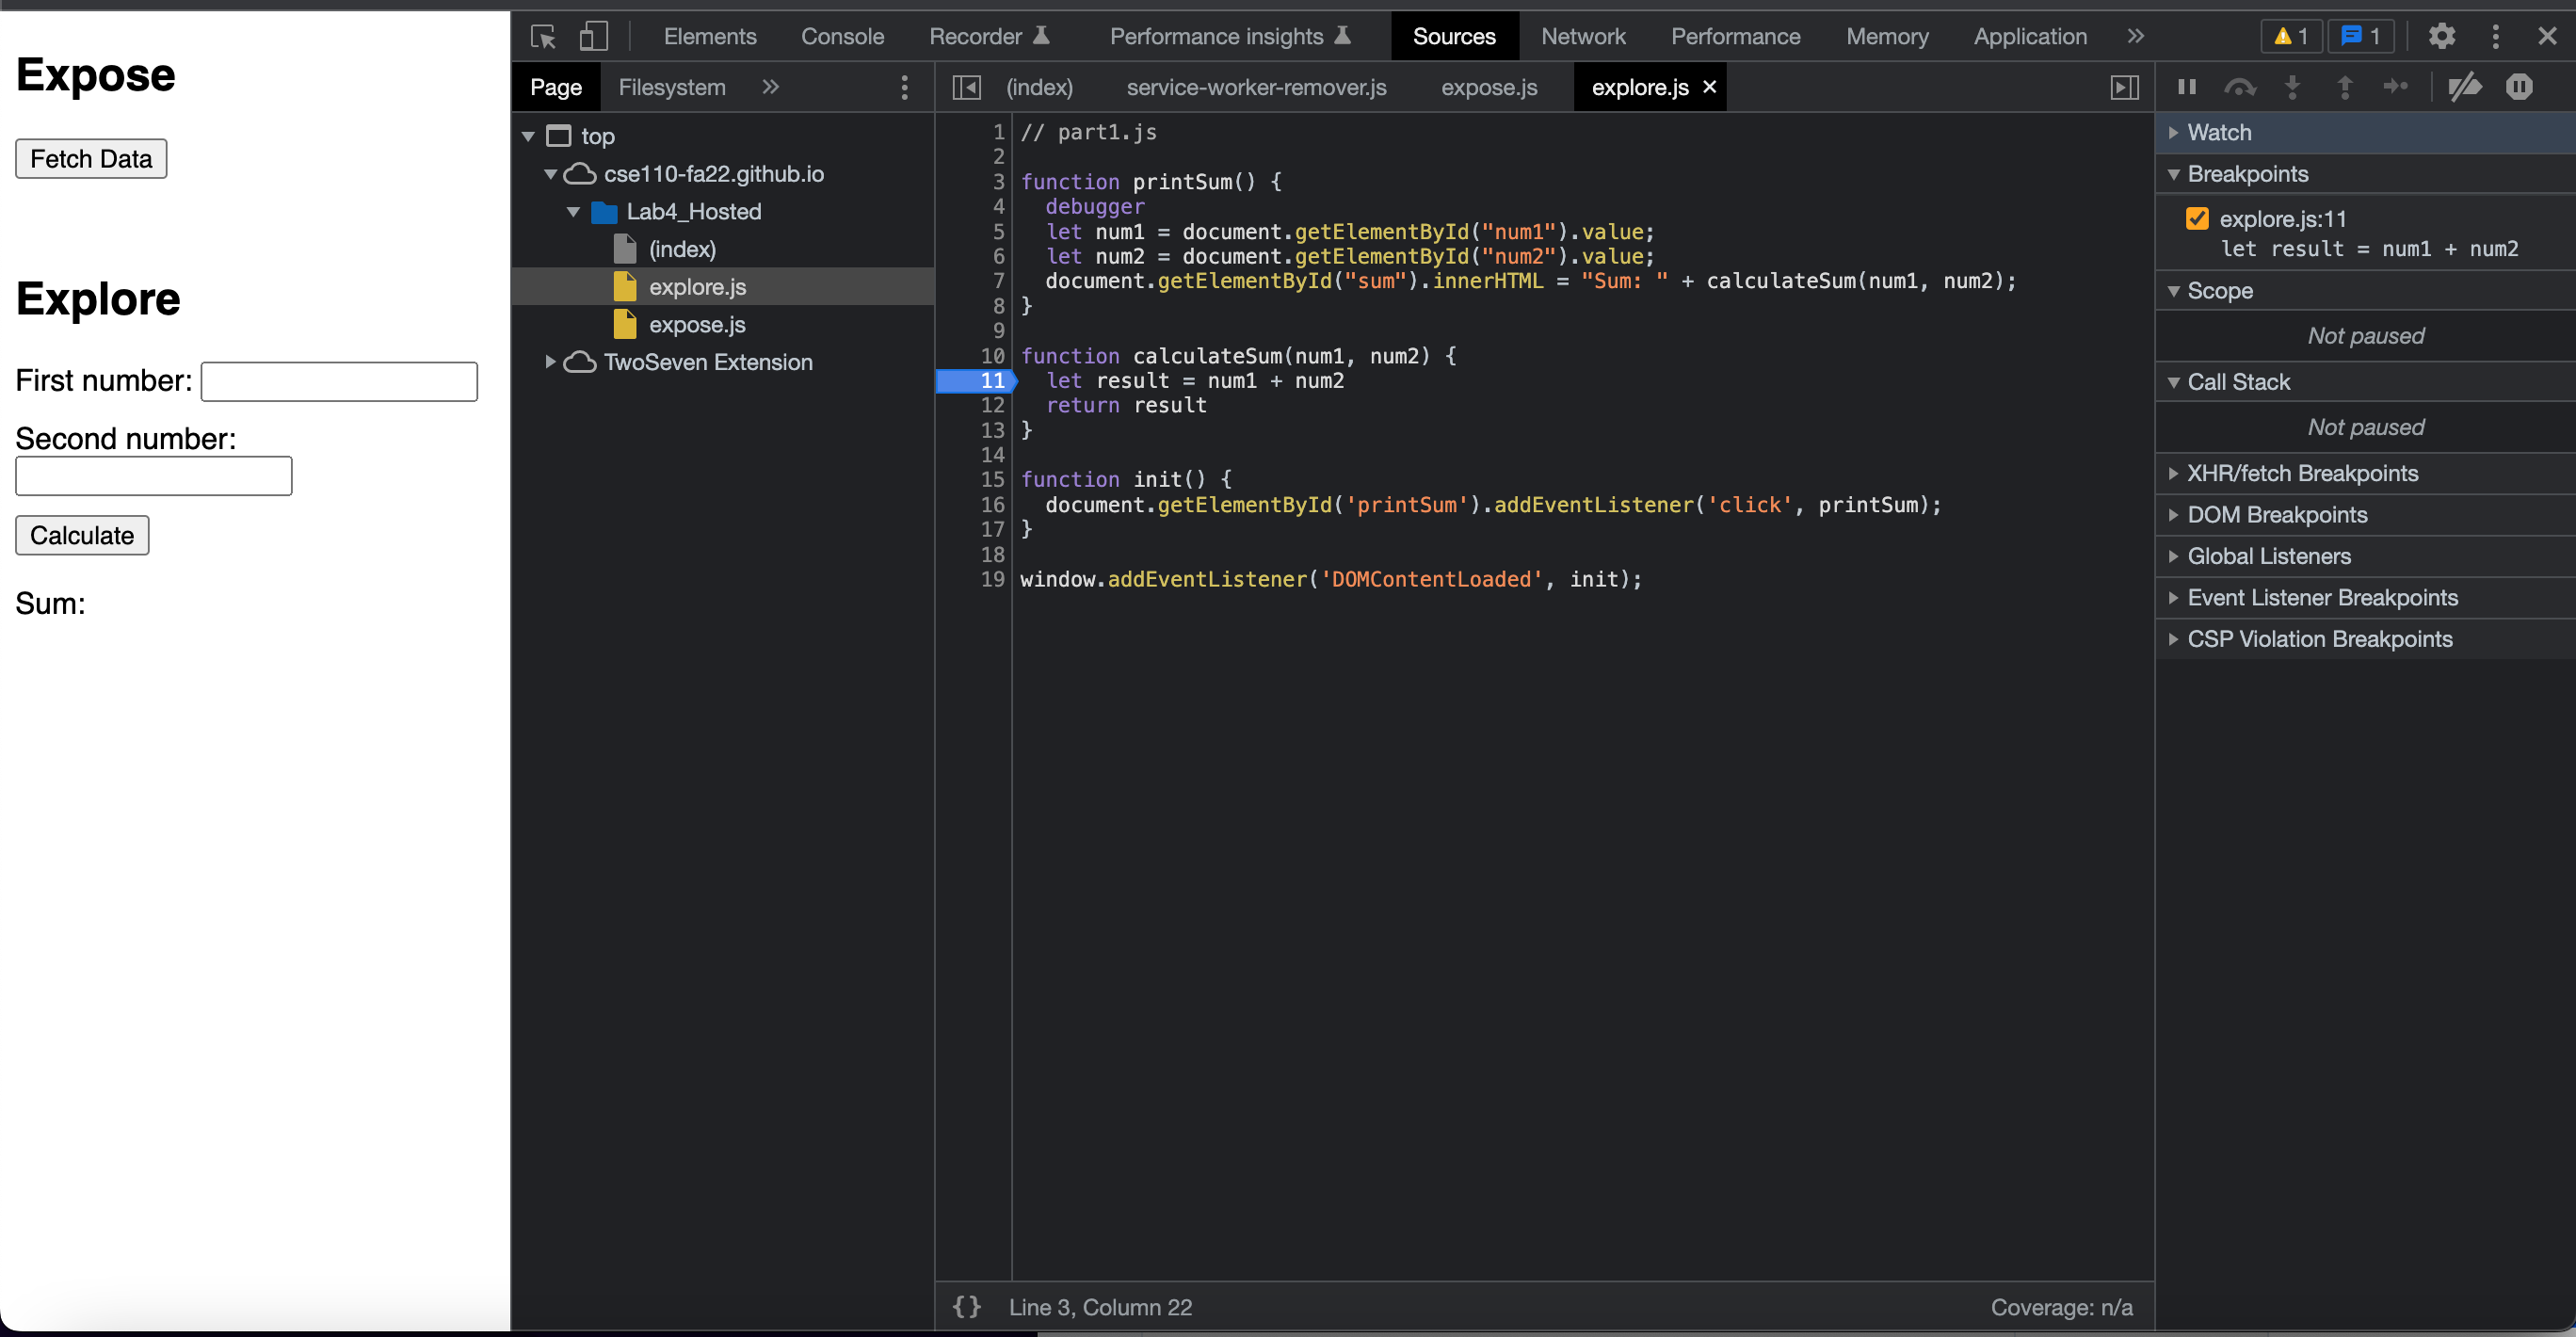 Expose
Fetch Data
Explore
First number:
Second number:
Calculate
Sum:
Elements Console Recorder Performance insights Sources Network Performance Memory Application » 1 1
Page Filesystem »
(index) service-worker-remover.js expose.js explore.js ×
top
cse110-fa22.github.io
Lab4_Hosted
(index)
explore.js
expose.js
TwoSeven Extension
1 // part1.js
2
3 function printSum() {
4   debugger
5   let num1 = document.getElementById("num1").value;
6   let num2 = document.getElementById("num2").value;
7   document.getElementById("sum").innerHTML = "Sum: " + calculateSum(num1, num2);
8 }
9
10 function calculateSum(num1, num2) {
11   let result = num1 + num2
12   return result
13 }
14
15 function init() {
16   document.getElementById('printSum').addEventListener('click', printSum);
17 }
18
19 window.addEventListener('DOMContentLoaded', init);
{} Line 3, Column 22 Coverage: n/a
Watch
Breakpoints
explore.js:11
let result = num1 + num2
Scope
Not paused
Call Stack
Not paused
XHR/fetch Breakpoints
DOM Breakpoints
Global Listeners
Event Listener Breakpoints
CSP Violation Breakpoints